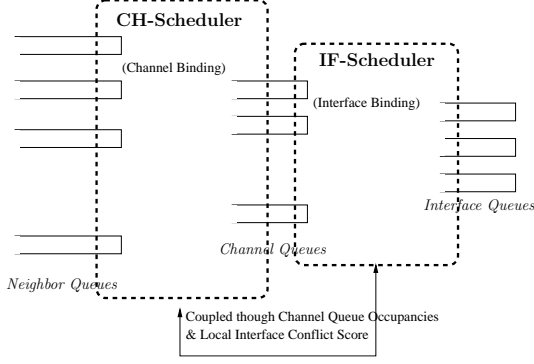 CH-Scheduler
IF-Scheduler
(Channel Binding)
(Interface Binding)
Interface Queues
Channel Queues
Neighbor Queues
Coupled though Channel Queue Occupancies
& Local Interface Conflict Score